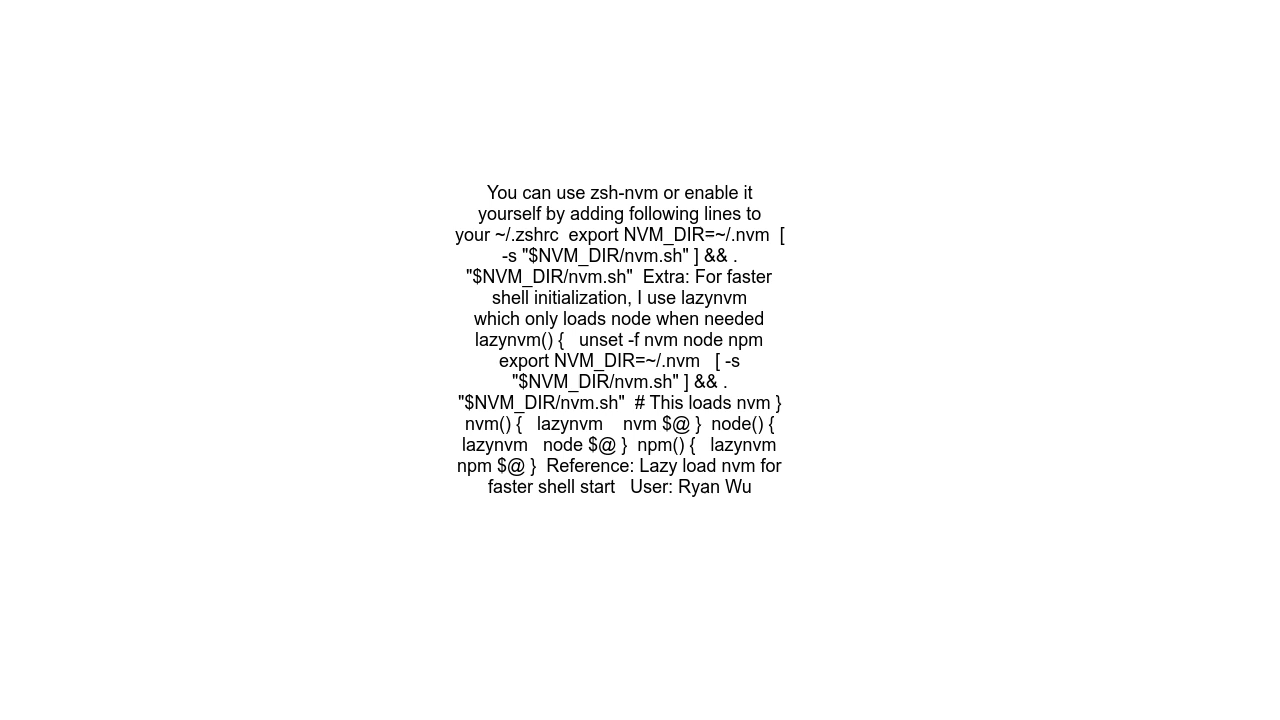 You can use zsh-nvm or enable it
yourself by adding following lines to
your ~/.zshrc  export NVM_DIR=~/.nvm  [
-s "$NVM_DIR/nvm.sh" ] && .
"$NVM_DIR/nvm.sh"  Extra: For faster
shell initialization, I use lazynvm
which only loads node when needed
lazynvm() {   unset -f nvm node npm
export NVM_DIR=~/.nvm   [ -s
"$NVM_DIR/nvm.sh" ] && .
"$NVM_DIR/nvm.sh"  # This loads nvm }
nvm() {   lazynvm    nvm $@ }  node() {
lazynvm   node $@ }  npm() {   lazynvm
npm $@ }  Reference: Lazy load nvm for
faster shell start   User: Ryan Wu